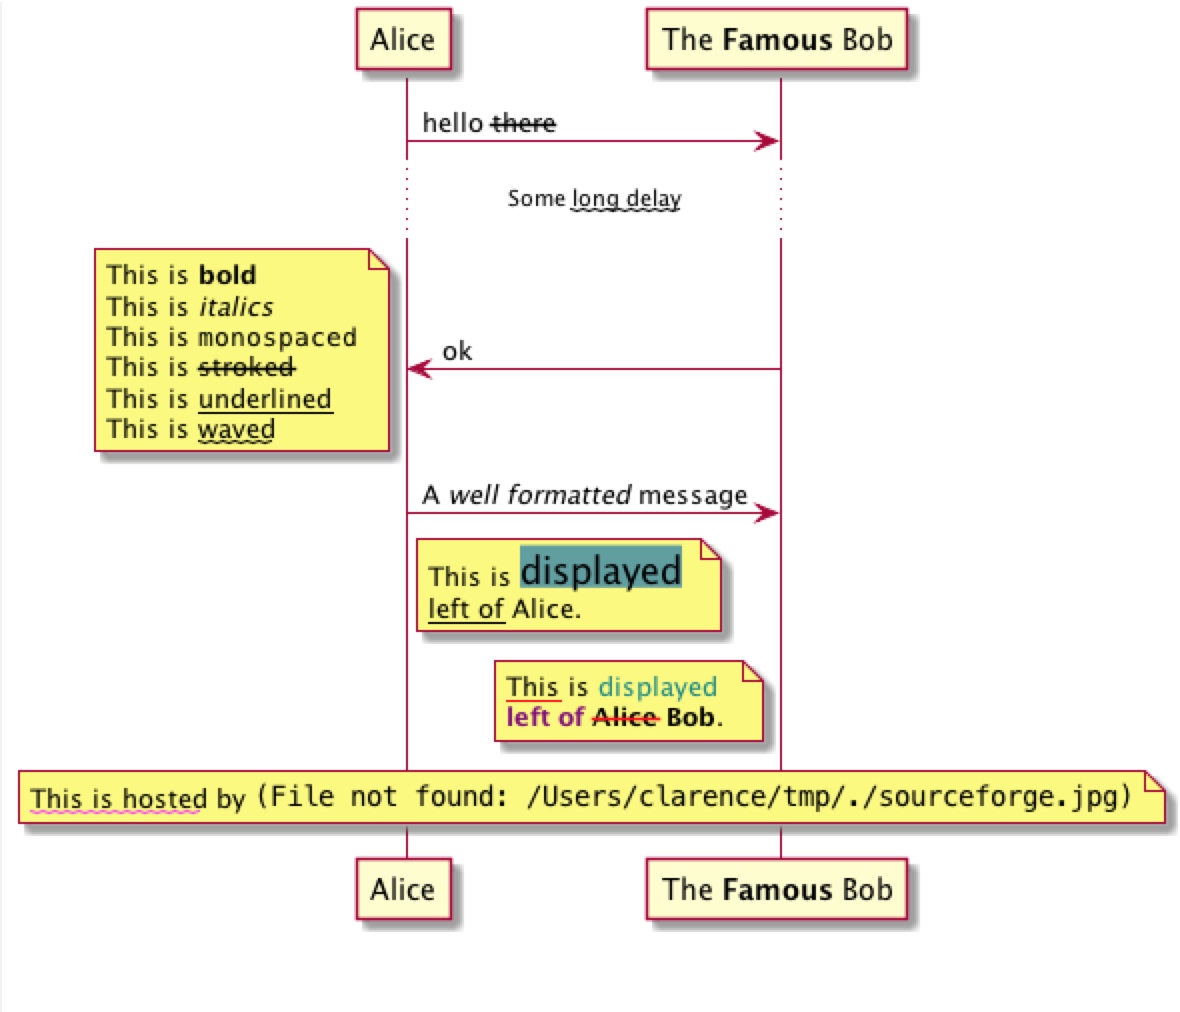 Alice
The Famous Bob
hello there
Some long delay
This is bold
This is italics
This is monospaced
This is stroked
This is underlined
This is waved
ok
A well formatted message
This is displayed
left of Alice.
This is displayed
left of Alice Bob.
This is hosted by (File not found: /Users/clarence/tmp/./sourceforge.jpg)
Alice
The Famous Bob